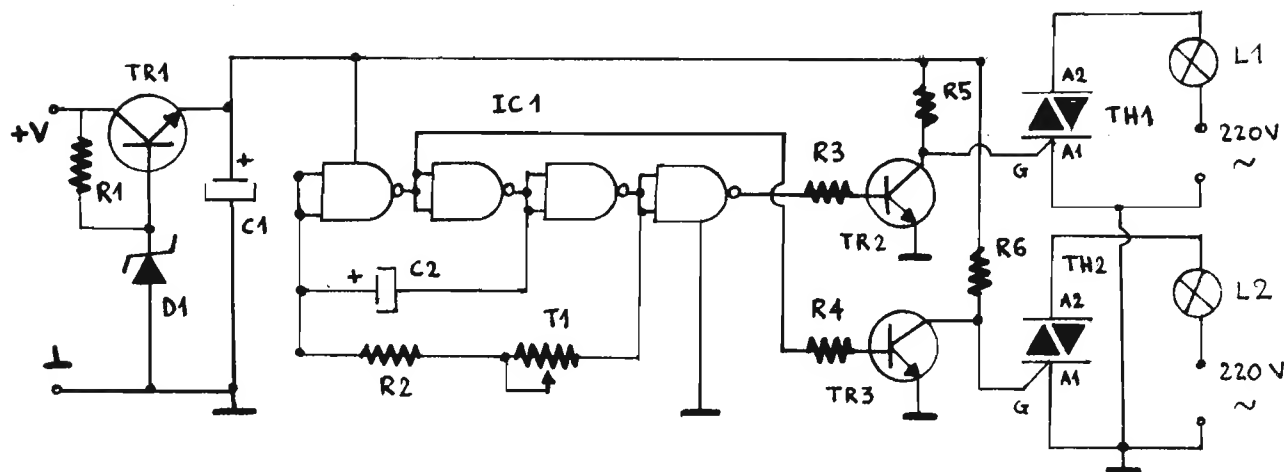 TR1
+V
R1
C1
D1
⊥
IC1
C2
R2
T1
R3
R4
R5
R6
TR2
TR3
A2
TH1
A1
G
L1
220V
~
TH2
A2
A1
G
L2
220V
~
+
+